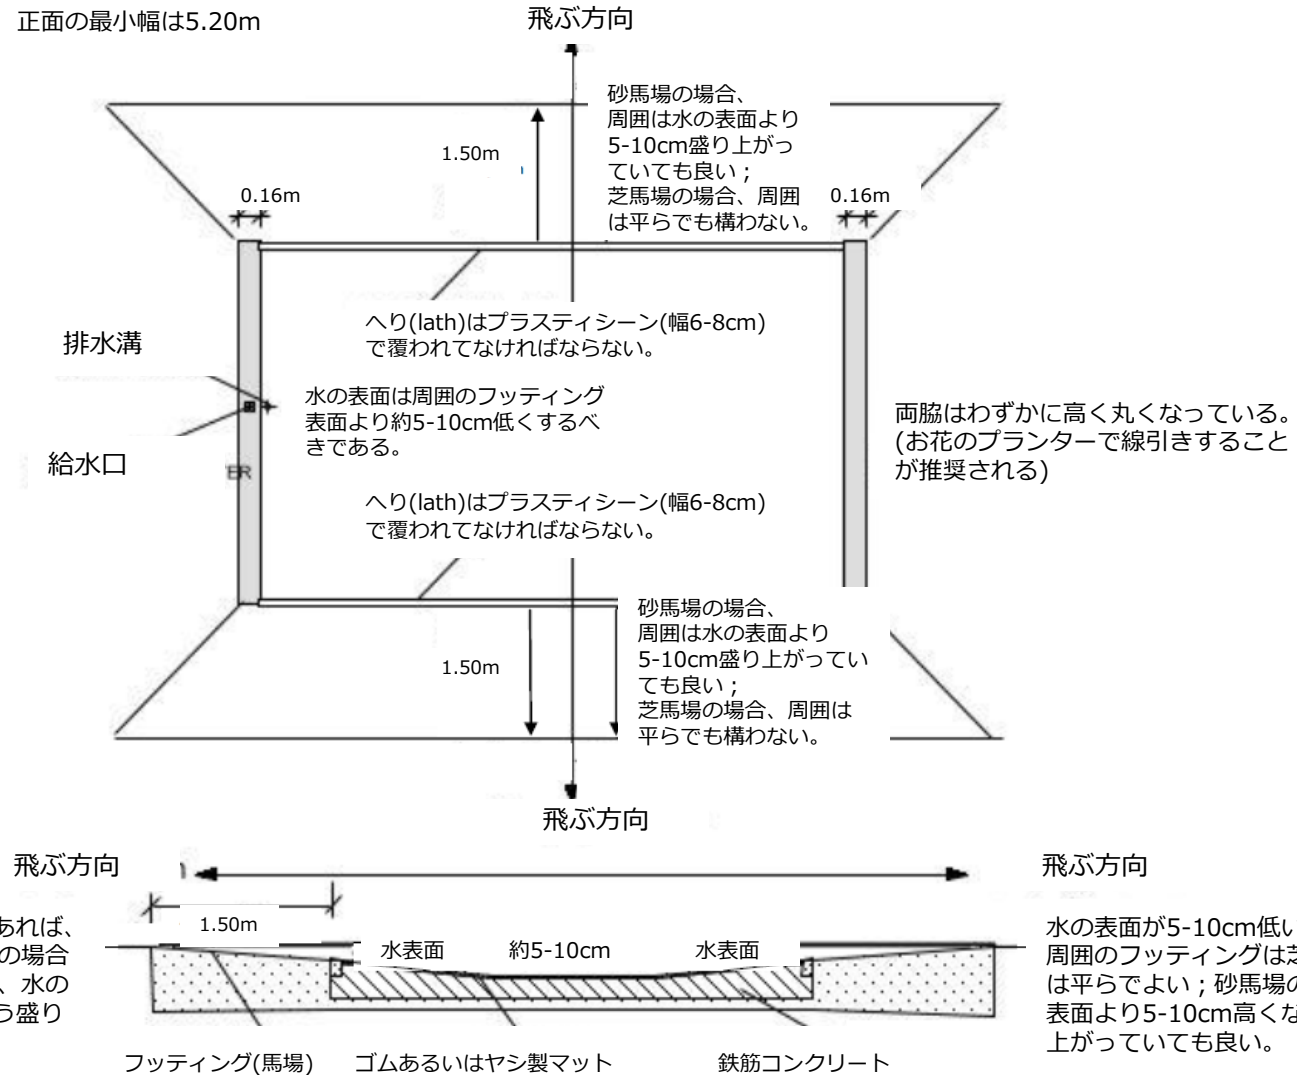 正面の最小幅は5.20m
飛ぶ方向
砂馬場の場合、
周囲は水の表面より
5-10cm盛り上がっ
ていても良い；
芝馬場の場合、周囲
は平らでも構わない。
1.50m
0.16m
0.16m
へり(lath)はプラスティシーン(幅6-8cm)
で覆われてなければならない。
排水溝
水の表面は周囲のフッティング
表面より約5-10cm低くするべ
きである。
給水口
ER
両脇はわずかに高く丸くなっている。
(お花のプランターで線引きすること
が推奨される)
へり(lath)はプラスティシーン(幅6-8cm)
で覆われてなければならない。
砂馬場の場合、
周囲は水の表面より
5-10cm盛り上がってい
ても良い；
芝馬場の場合、周囲は
平らでも構わない。
1.50m
飛ぶ方向
飛ぶ方向
飛ぶ方向
1.50m
あれば、
の場合
、水の
う盛り
水表面
約5-10cm
水表面
水の表面が5-10cm低い
周囲のフッティングは芝
は平らでよい；砂馬場の
表面より5-10cm高くな
上がっていても良い。
フッティング(馬場)
ゴムあるいはヤシ製マット
鉄筋コンクリート